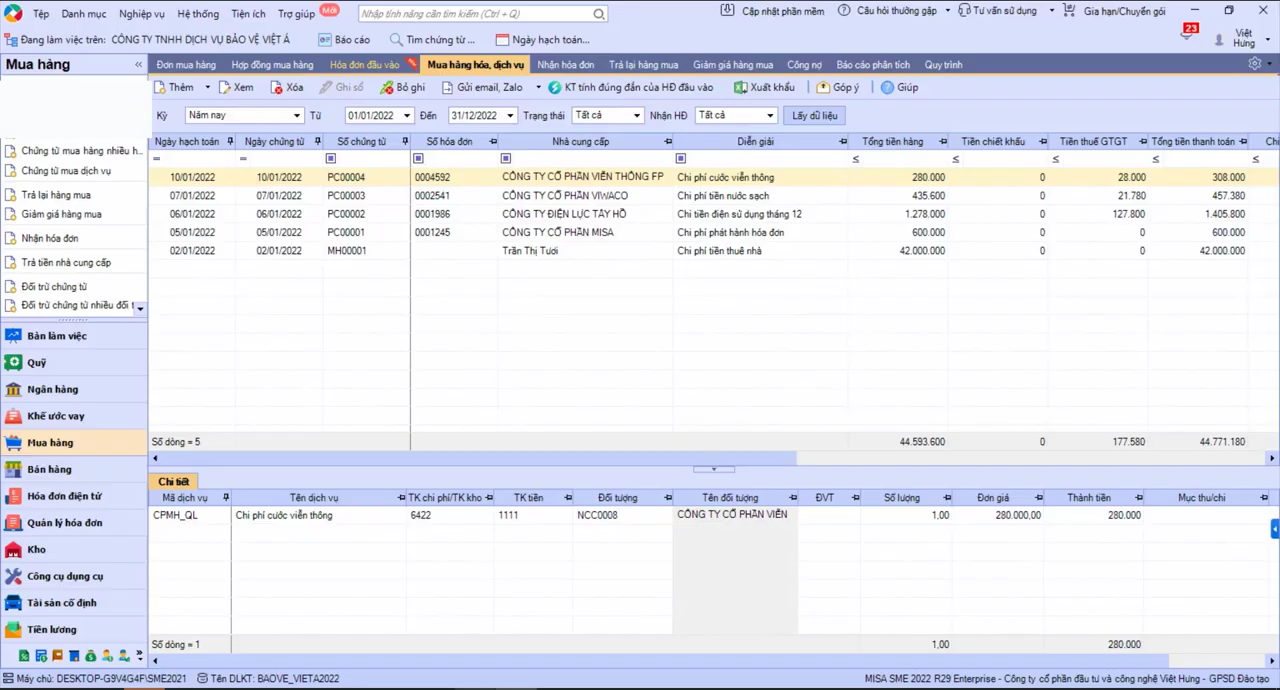 Tệp Danh mục Nghiệp vụ Hệ thống Tiện ích Trợ giúp Mới Nhập tính năng cần tìm kiếm (Ctrl + Q) Cập nhật phần mềm Câu hỏi thường gặp Tư vấn sử dụng Gia hạn/Chuyển gói
Đang làm việc trên: CÔNG TY TNHH DỊCH VỤ BẢO VỆ VIỆT Á Báo cáo Tìm chứng từ ... Ngày hạch toán... 23 Việt Hưng
Mua hàng « Đơn mua hàng Hợp đồng mua hàng Hóa đơn đầu vào Mua hàng hóa, dịch vụ Nhận hóa đơn Trả lại hàng mua Giảm giá hàng mua Công nợ Báo cáo phân tích Quy trình
Thêm Xem Xóa Ghi sổ Bỏ ghi Gửi email, Zalo KT tính đúng đắn của HĐ đầu vào Xuất khẩu Góp ý Giúp
Kỳ Năm nay Từ 01/01/2022 Đến 31/12/2022 Trạng thái Tất cả Nhận HĐ Tất cả Lấy dữ liệu
Ngày hạch toán Ngày chứng từ Số chứng từ Số hóa đơn Nhà cung cấp Diễn giải Tổng tiền hàng Tiền chiết khấu Tiền thuế GTGT Tổng tiền thanh toán Chi
= = ≤ ≤ ≤ ≤ ≤
10/01/2022 10/01/2022 PC00004 0004592 CÔNG TY CỔ PHẦN VIỄN THÔNG FP Chi phí cước viễn thông 280.000 0 28.000 308.000
07/01/2022 07/01/2022 PC00003 0002541 CÔNG TY CỔ PHẦN VIWACO Chi phí tiền nước sạch 435.600 0 21.780 457.380
06/01/2022 06/01/2022 PC00002 0001986 CÔNG TY ĐIỆN LỰC TÂY HỒ Chi tiền điện sử dụng tháng 12 1.278.000 0 127.800 1.405.800
05/01/2022 05/01/2022 PC00001 0001245 CÔNG TY CỔ PHẦN MISA Chi phí phát hành hóa đơn 600.000 0 0 600.000
02/01/2022 02/01/2022 MH00001 Trần Thị Tươi Chi phí tiền thuê nhà 42.000.000 0 0 42.000.000
Số dòng = 5 44.593.600 0 177.580 44.771.180
Chứng từ mua hàng nhiều h...
Chứng từ mua dịch vụ
Trả lại hàng mua
Giảm giá hàng mua
Nhận hóa đơn
Trả tiền nhà cung cấp
Đối trừ chứng từ
Đối trừ chứng từ nhiều đối t
Bàn làm việc
Quỹ
Ngân hàng
Khế ước vay
Mua hàng
Bán hàng
Hóa đơn điện tử
Quản lý hóa đơn
Kho
Công cụ dụng cụ
Tài sản cố định
Tiền lương
Chi tiết
Mã dịch vụ Tên dịch vụ TK chi phí/TK kho TK tiền Đối tượng Tên đối tượng ĐVT Số lượng Đơn giá Thành tiền Mục thu/chi
CPMH_QL Chi phí cước viễn thông 6422 1111 NCC0008 CÔNG TY CỔ PHẦN VIỄN 1,00 280.000,00 280.000
Số dòng = 1 1,00 280.000
Máy chủ: DESKTOP-G9V4G4F\SME2021 Tên DLKT: BAOVE_VIETA2022 MISA SME 2022 R29 Enterprise - Công ty cổ phần đầu tư và công nghệ Việt Hưng - GPSD Đào tạo